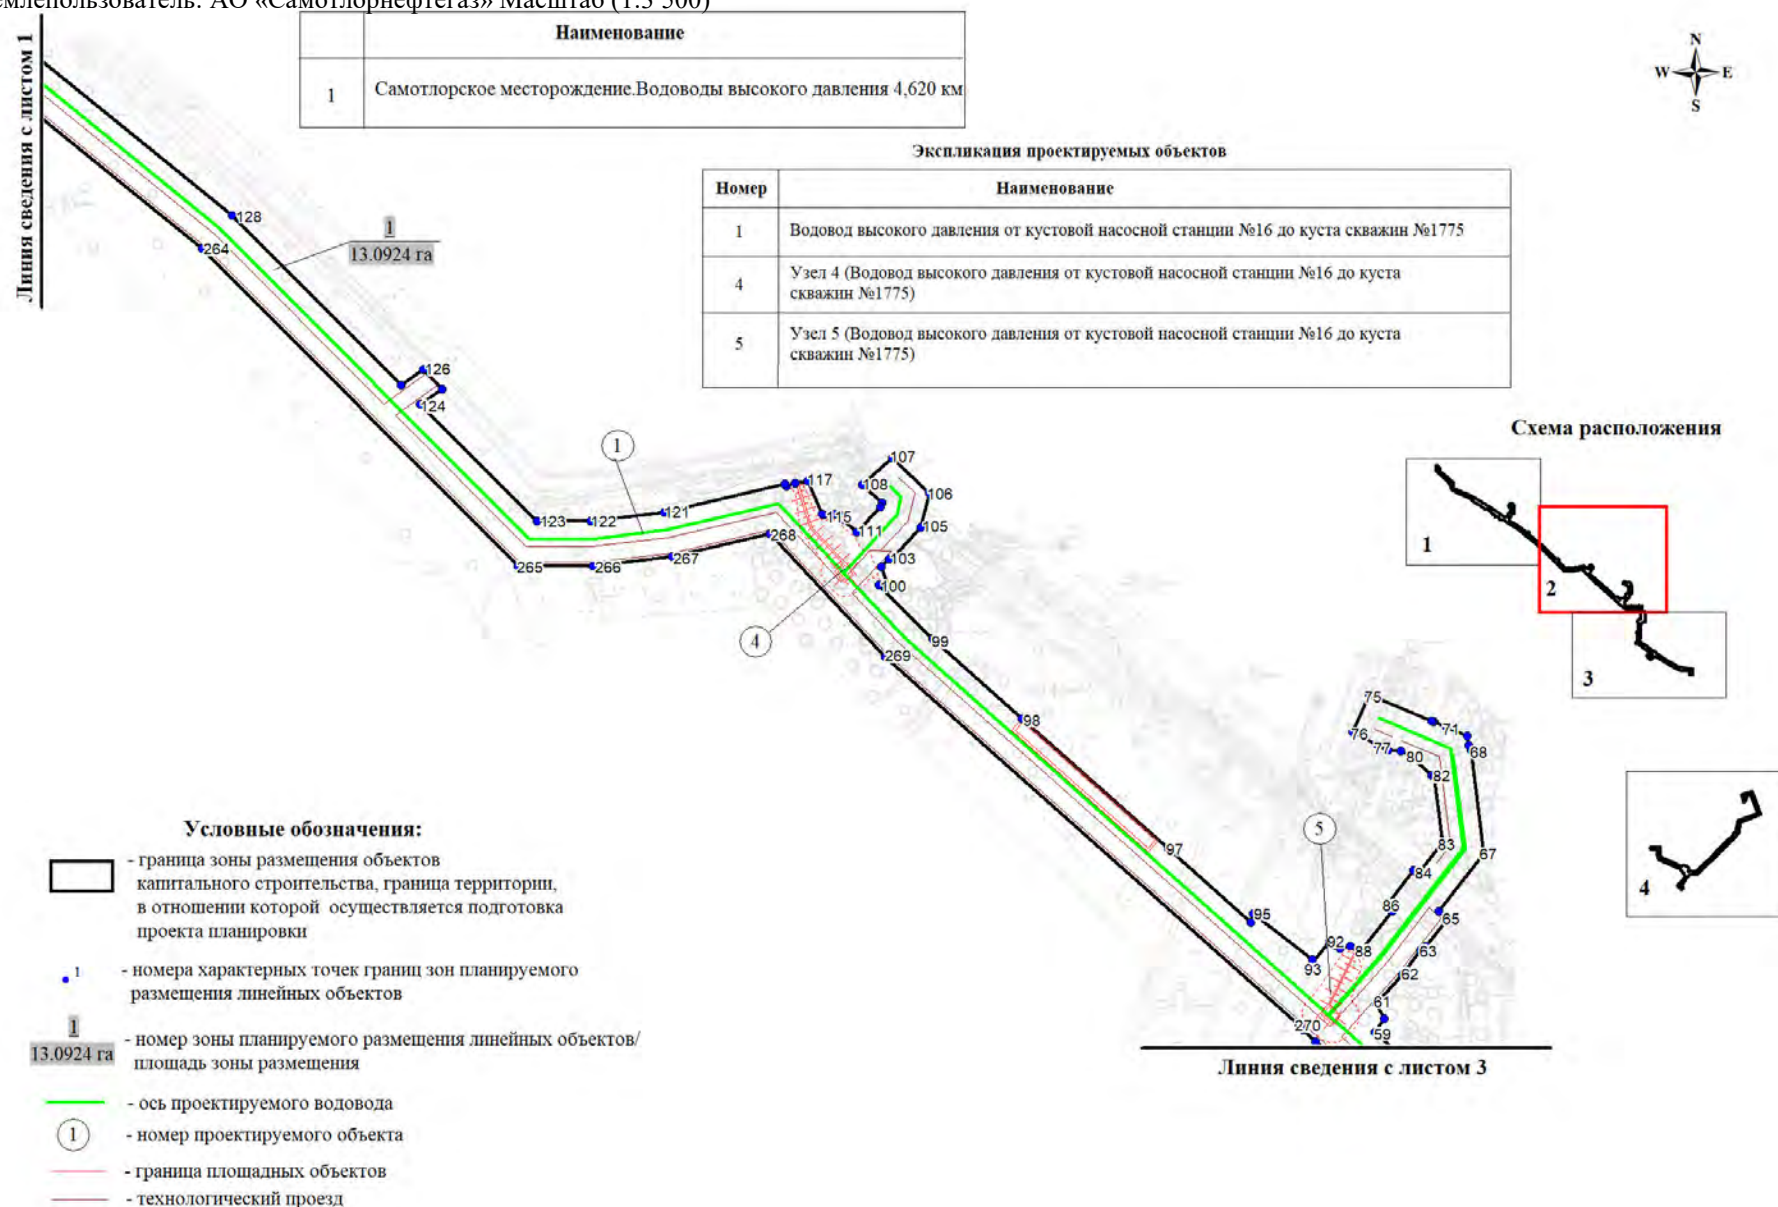 емлепользователь: АО «Самотлорнефтегаз» Масштаб (1:5 500)
Наименование
1 Самотлорское месторождение.Водоводы высокого давления 4,620 км
N
W E
S
Линия сведения с листом 1
Экспликация проектируемых объектов
Номер Наименование
1 Водовод высокого давления от кустовой насосной станции №16 до куста скважин №1775
4 Узел 4 (Водовод высокого давления от кустовой насосной станции №16 до куста
скважин №1775)
5 Узел 5 (Водовод высокого давления от кустовой насосной станции №16 до куста
скважин №1775)
128
264
1
13.0924 га
126
124
1
123
122
121
117
115
108
107
106
105
111
103
100
265
266
267
268
4
99
269
98
97
95
93
92
88
86
84
83
82
80
77
76
75
71
68
67
65
63
62
61
59
270
5
Линия сведения с листом 3
Схема расположения
1
2
3
4
Условные обозначения:
- граница зоны размещения объектов
капитального строительства, граница территории,
в отношении которой осуществляется подготовка
проекта планировки
1 - номера характерных точек границ зон планируемого
размещения линейных объектов
1
13.0924 га
- номер зоны планируемого размещения линейных объектов/
площадь зоны размещения
- ось проектируемого водовода
1 - номер проектируемого объекта
- граница площадных объектов
- технологический проезд